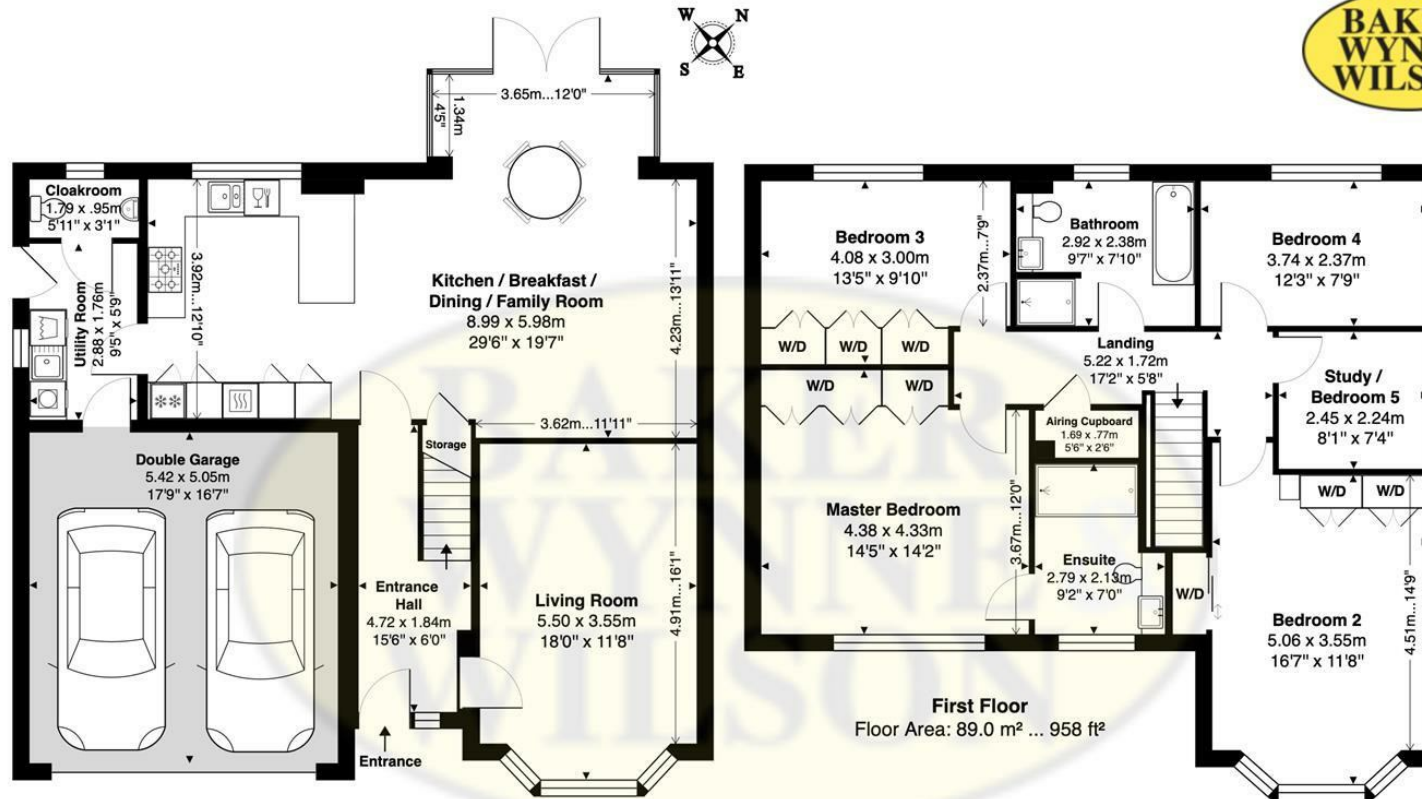 W N
S E
BAK
WYN
WILS
3.65m...12'0"
1.34m
4'5"
Cloakroom
1.79 x .95m
5'11" x 3'1"
Utility Room
2.88 x 1.76m
9'5" x 5'9"
3.92m...12'10"
Kitchen / Breakfast /
Dining / Family Room
8.99 x 5.98m
29'6" x 19'7"
4.23m...13'11"
3.62m...11'11"
Storage
Double Garage
5.42 x 5.05m
17'9" x 16'7"
Entrance
Hall
4.72 x 1.84m
15'6" x 6'0"
Living Room
5.50 x 3.55m
18'0" x 11'8"
4.91m...16'1"
Entrance
Bedroom 3
4.08 x 3.00m
13'5" x 9'10"
2.37m...7'9"
Bathroom
2.92 x 2.38m
9'7" x 7'10"
Bedroom 4
3.74 x 2.37m
12'3" x 7'9"
W/D W/D W/D
W/D W/D
Landing
5.22 x 1.72m
17'2" x 5'8"
Study /
Bedroom 5
2.45 x 2.24m
8'1" x 7'4"
Airing Cupboard
1.69 x .77m
5'6" x 2'6"
Master Bedroom
4.38 x 4.33m
14'5" x 14'2"
3.67m...12'0"
Ensuite
2.79 x 2.13m
9'2" x 7'0"
W/D
W/D W/D
Bedroom 2
5.06 x 3.55m
16'7" x 11'8"
4.51m...14'9"
First Floor
Floor Area: 89.0 m² ... 958 ft²
BAKER
WYNNE
WILSON